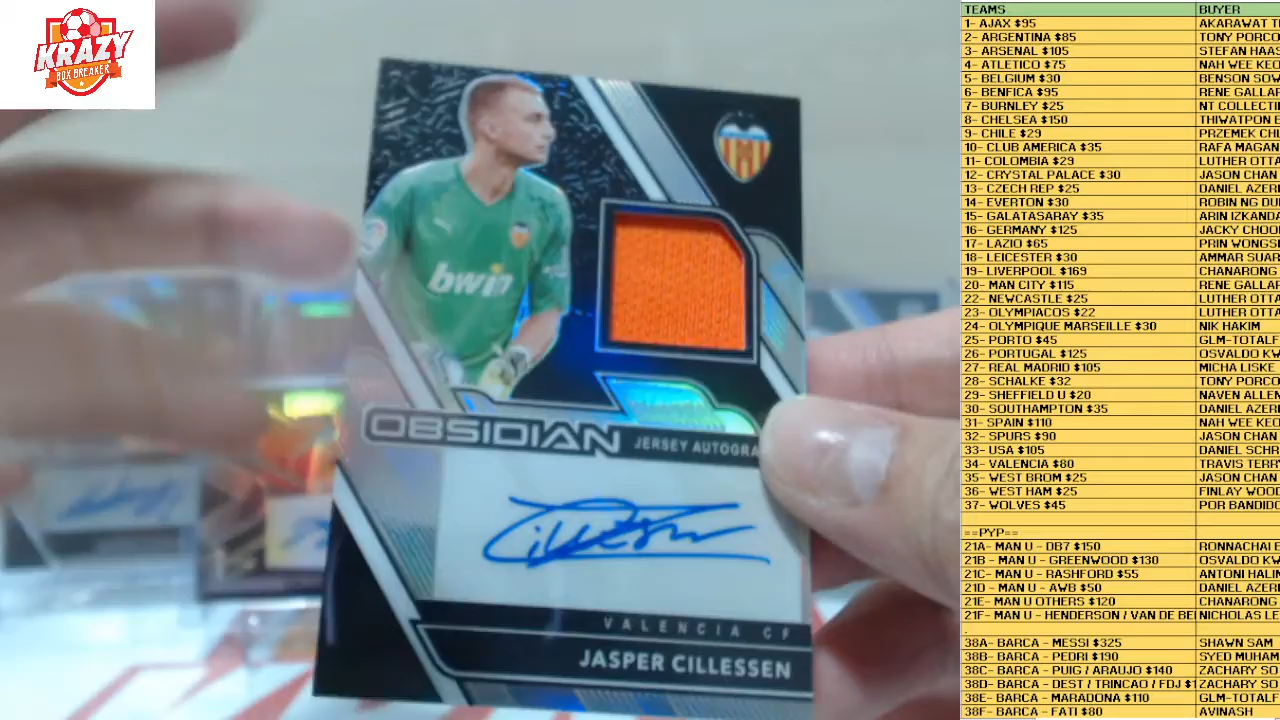 KRAZY
BOX BREAKER
bwin
OBSIDIAN JERSEY AUTOGRA
Cillessen
VALENCIA CF
JASPER CILLESSEN
TEAMS BUYER
1- AJAX $95 AKARAWAT
2- ARGENTINA $85 TONY PORCO
3- ARSENAL $105 STEFAN HAAS
4- ATLETICO $75 NAH WEE KEO
5- BELGIUM $30 BENSON SOW
6- BENFICA $95 RENE GALLAR
7- BURNLEY $25 NT COLLECTI
8- CHELSEA $150 THIWATPON
9- CHILE $29 PRZEMEK CHL
10- CLUB AMERICA $35 RAFA MAGAN
11- COLOMBIA $29 LUTHER OTTA
12- CRYSTAL PALACE $30 JASON CHAN
13- CZECH REP $25 DANIEL AZER
14- EVERTON $30 ROBIN NG DU
15- GALATASARAY $35 ARIN IZKANDA
16- GERMANY $125 JACKY CHOO
17- LAZIO $65 PRIN WONGS
18- LEICESTER $30 AMMAR SUAR
19- LIVERPOOL $169 CHANARONG
20- MAN CITY $115 RENE GALLAR
22- NEWCASTLE $25 LUTHER OTTA
23- OLYMPIACOS $22 LUTHER OTTA
24- OLYMPIQUE MARSEILLE $30 NIK HAKIM
25- PORTO $45 GLM-TOTALF
26- PORTUGAL $125 OSVALDO KW
27- REAL MADRID $105 MICHA LISKE
28- SCHALKE $32 TONY PORCO
29- SHEFFIELD U $20 NAVEN ALLEN
30- SOUTHAMPTON $35 DANIEL AZER
31- SPAIN $110 NAH WEE KEO
32- SPURS $90 JASON CHAN
33- USA $105 DANIEL SCHR
34- VALENCIA $80 TRAVIS TERRY
35- WEST BROM $25 JASON CHAN
36- WEST HAM $25 FINLAY WOOD
37- WOLVES $45 POR BANDIDO
==PYP==
21A- MAN U - DB7 $150 RONNACHAI
21B - MAN U - GREENWOOD $130 OSVALDO KW
21C- MAN U - RASHFORD $55 ANTONI HALIN
21D - MAN U - AWB $50 DANIEL AZER
21E- MAN U OTHERS $120 CHANARONG
21F- MAN U - HENDERSON / VAN DE BE NICHOLAS LE
.
38A- BARCA - MESSI $325 SHAWN SAM
38B- BARCA - PEDRI $190 SYED MUHAM
38C- BARCA - PUIG / ARAUJO $140 ZACHARY SO
38D- BARCA - DEST / TRINCAO / FDJ $1 ZACHARY SO
38E- BARCA - MARADONA $110 GLM-TOTALF
38F- BARCA - FATI $80 AVINASH